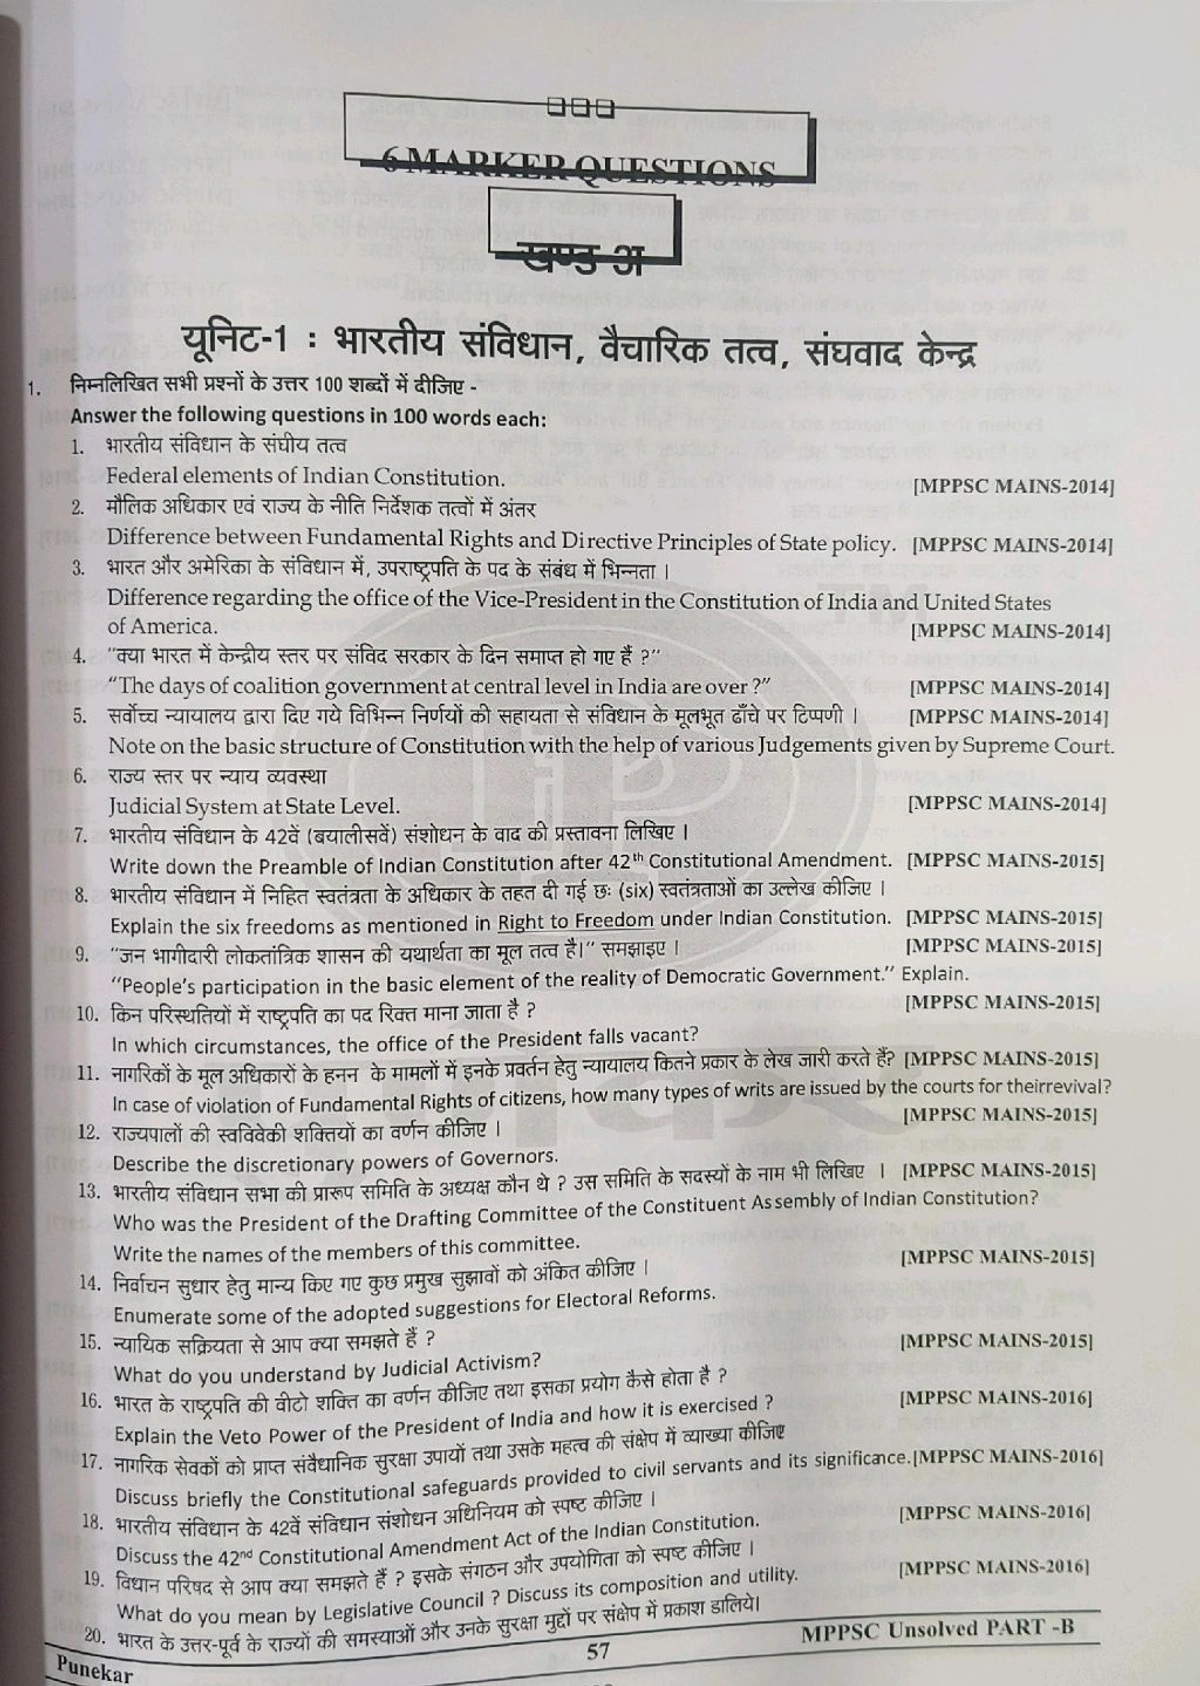 6 MARKER QUESTIONS
खण्ड अ
यूनिट-1 : भारतीय संविधान, वैचारिक तत्व, संघवाद केन्द्र
1. निम्नलिखित सभी प्रश्नों के उत्तर 100 शब्दों में दीजिए -
Answer the following questions in 100 words each:
1. भारतीय संविधान के संघीय तत्व
Federal elements of Indian Constitution. [MPPSC MAINS-2014]
2. मौलिक अधिकार एवं राज्य के नीति निर्देशक तत्वों में अंतर
Difference between Fundamental Rights and Directive Principles of State policy. [MPPSC MAINS-2014]
3. भारत और अमेरिका के संविधान में, उपराष्ट्रपति के पद के संबंध में भिन्नता ।
Difference regarding the office of the Vice-President in the Constitution of India and United States
of America. [MPPSC MAINS-2014]
4. "क्या भारत में केन्द्रीय स्तर पर संविद सरकार के दिन समाप्त हो गए हैं ?"
"The days of coalition government at central level in India are over ?" [MPPSC MAINS-2014]
5. सर्वोच्च न्यायालय द्वारा दिए गये विभिन्न निर्णयों की सहायता से संविधान के मूलभूत ढाँचे पर टिप्पणी । [MPPSC MAINS-2014]
Note on the basic structure of Constitution with the help of various Judgements given by Supreme Court.
6. राज्य स्तर पर न्याय व्यवस्था
Judicial System at State Level. [MPPSC MAINS-2014]
7. भारतीय संविधान के 42वें (बयालीसवें) संशोधन के वाद की प्रस्तावना लिखिए ।
Write down the Preamble of Indian Constitution after 42th Constitutional Amendment. [MPPSC MAINS-2015]
8. भारतीय संविधान में निहित स्वतंत्रता के अधिकार के तहत दी गई छः (six) स्वतंत्रताओं का उल्लेख कीजिए ।
Explain the six freedoms as mentioned in Right to Freedom under Indian Constitution. [MPPSC MAINS-2015]
9. "जन भागीदारी लोकतांत्रिक शासन की यथार्थता का मूल तत्व है।" समझाइए । [MPPSC MAINS-2015]
"People's participation in the basic element of the reality of Democratic Government." Explain.
10. किन परिस्थतियों में राष्ट्रपति का पद रिक्त माना जाता है ? [MPPSC MAINS-2015]
In which circumstances, the office of the President falls vacant?
11. नागरिकों के मूल अधिकारों के हनन के मामलों में इनके प्रवर्तन हेतु न्यायालय कितने प्रकार के लेख जारी करते हैं? [MPPSC MAINS-2015]
In case of violation of Fundamental Rights of citizens, how many types of writs are issued by the courts for theirrevival?
12. राज्यपालों की स्वविवेकी शक्तियों का वर्णन कीजिए । [MPPSC MAINS-2015]
Describe the discretionary powers of Governors.
13. भारतीय संविधान सभा की प्रारूप समिति के अध्यक्ष कौन थे ? उस समिति के सदस्यों के नाम भी लिखिए । [MPPSC MAINS-2015]
Who was the President of the Drafting Committee of the Constituent Assembly of Indian Constitution?
Write the names of the members of this committee. [MPPSC MAINS-2015]
14. निर्वाचन सुधार हेतु मान्य किए गए कुछ प्रमुख सुझावों को अंकित कीजिए ।
Enumerate some of the adopted suggestions for Electoral Reforms.
15. न्यायिक सक्रियता से आप क्या समझते हैं ? [MPPSC MAINS-2015]
What do you understand by Judicial Activism?
16. भारत के राष्ट्रपति की वीटो शक्ति का वर्णन कीजिए तथा इसका प्रयोग कैसे होता है ? [MPPSC MAINS-2016]
Explain the Veto Power of the President of India and how it is exercised ?
17. नागरिक सेवकों को प्राप्त संवैधानिक सुरक्षा उपायों तथा उसके महत्व की संक्षेप में व्याख्या कीजिए
Discuss briefly the Constitutional safeguards provided to civil servants and its significance.[MPPSC MAINS-2016]
18. भारतीय संविधान के 42वें संविधान संशोधन अधिनियम को स्पष्ट कीजिए । [MPPSC MAINS-2016]
Discuss the 42nd Constitutional Amendment Act of the Indian Constitution.
19. विधान परिषद से आप क्या समझते हैं ? इसके संगठन और उपयोगिता को स्पष्ट कीजिए । [MPPSC MAINS-2016]
What do you mean by Legislative Council ? Discuss its composition and utility.
20. भारत के उत्तर-पूर्व के राज्यों की समस्याओं और उनके सुरक्षा मुद्दों पर संक्षेप में प्रकाश डालिये।
Punekar 57 MPPSC Unsolved PART -B